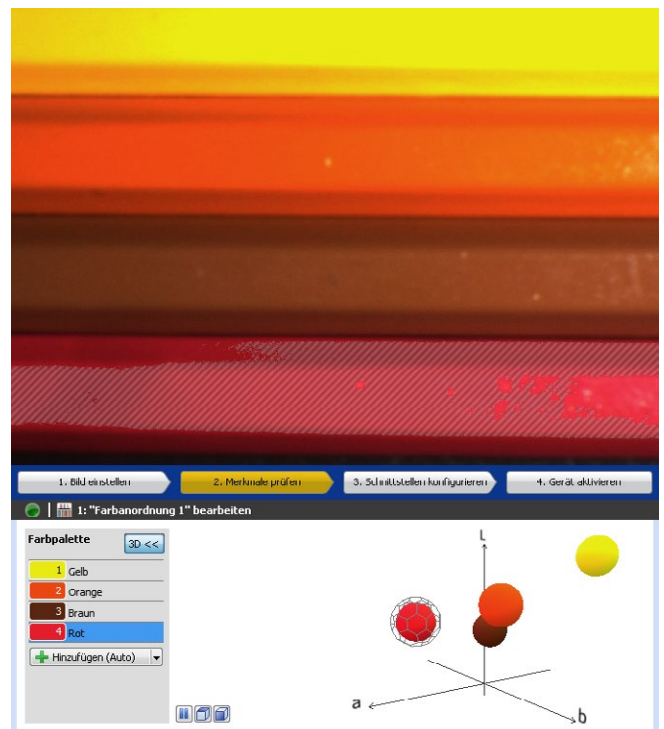 1. Bild einstellen
2. Merkmale prüfen
3. Schnittstellen konfigurieren
4. Gerät aktivieren
1: "Farbanordnung 1" bearbeiten
Farbpalette
3D <<
1 Gelb
2 Orange
3 Braun
4 Rot
Hinzufügen (Auto)
L
a
b